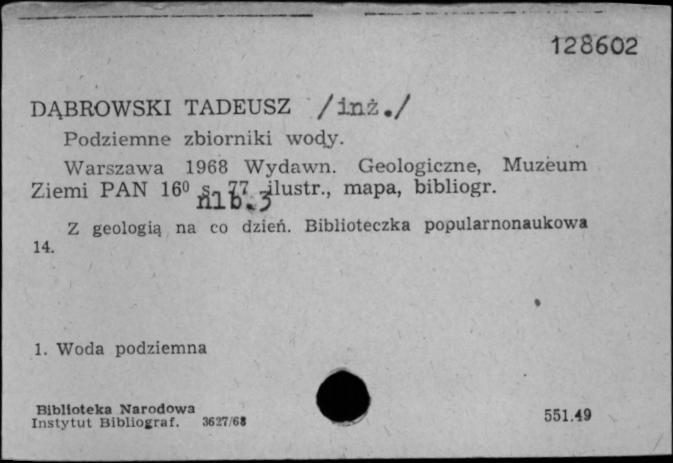 128602
DĄBROWSKI TADEUSZ /inż./
Podziemne zbiorniki wody.
Warszawa 1968 Wydawn. Geologiczne, Muzeum
Ziemi PAN 16⁰ s. 77 ilustr., mapa, bibliogr.
nlb.3
Z geologią na co dzień. Biblioteczka popularnonaukowa
14.
1. Woda podziemna
Biblioteka Narodowa
Instytut Bibliograf. 3627/68
551.49